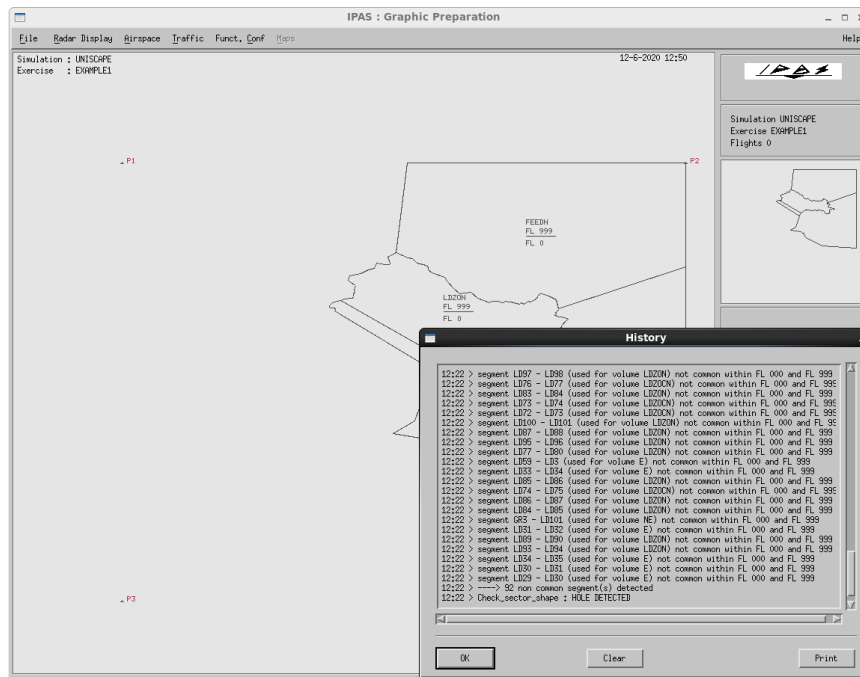 IPAS : Graphic Preparation
File Radar Display Airspace Traffic Funct. Conf Maps Help
Simulation : UNISCAPE
Exercise : EXAMPLE1
12-6-2020 12:50
IPAS
Simulation UNISCAPE
Exercise EXAMPLE1
Flights 0
P1
P2
FEEDN
FL 999
FL 0
LDZON
FL 999
FL 0
P3
History
12:22 > segment LD97 - LD98 (used for volume LDZON) not common within FL 000 and FL 999
12:22 > segment LD76 - LD77 (used for volume LDZOCN) not common within FL 000 and FL 999
12:22 > segment LD83 - LD84 (used for volume LDZON) not common within FL 000 and FL 999
12:22 > segment LD73 - LD74 (used for volume LDZOCN) not common within FL 000 and FL 999
12:22 > segment LD72 - LD73 (used for volume LDZOCN) not common within FL 000 and FL 999
12:22 > segment LD100 - LD101 (used for volume LDZON) not common within FL 000 and FL 99
12:22 > segment LD87 - LD88 (used for volume LDZON) not common within FL 000 and FL 999
12:22 > segment LD95 - LD96 (used for volume LDZON) not common within FL 000 and FL 999
12:22 > segment LD77 - LD80 (used for volume LDZON) not common within FL 000 and FL 999
12:22 > segment LD59 - LD3 (used for volume E) not common within FL 000 and FL 999
12:22 > segment LD33 - LD34 (used for volume E) not common within FL 000 and FL 999
12:22 > segment LD85 - LD86 (used for volume LDZON) not common within FL 000 and FL 999
12:22 > segment LD74 - LD75 (used for volume LDZOCN) not common within FL 000 and FL 999
12:22 > segment LD86 - LD87 (used for volume LDZON) not common within FL 000 and FL 999
12:22 > segment LD84 - LD85 (used for volume LDZON) not common within FL 000 and FL 999
12:22 > segment GR3 - LD101 (used for volume NE) not common within FL 000 and FL 999
12:22 > segment LD31 - LD32 (used for volume E) not common within FL 000 and FL 999
12:22 > segment LD89 - LD90 (used for volume LDZON) not common within FL 000 and FL 999
12:22 > segment LD93 - LD94 (used for volume LDZON) not common within FL 000 and FL 999
12:22 > segment LD34 - LD35 (used for volume E) not common within FL 000 and FL 999
12:22 > segment LD30 - LD31 (used for volume E) not common within FL 000 and FL 999
12:22 > segment LD29 - LD30 (used for volume E) not common within FL 000 and FL 999
12:22 > ----> 92 non common segment(s) detected
12:22 > Check_sector_shape : HOLE DETECTED
OK Clear Print